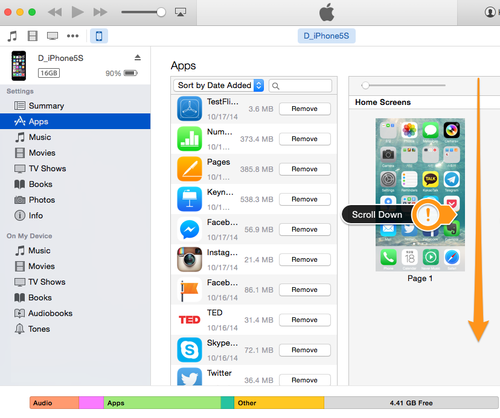 D_iPhone5S
D_iPhone5S
16GB
90%
Settings
Summary
Apps
Music
Movies
TV Shows
Books
Photos
Info
On My Device
Music
Movies
TV Shows
Books
Audiobooks
Tones
Apps
Sort by Date Added
TestFli... 3.6 MB Remove
10/17/14
Num... 373.4 MB Remove
10/17/14
Pages 385.8 MB Remove
10/17/14
Keyn... 538.3 MB Remove
10/17/14
Faceb... 56.9 MB Remove
10/17/14
Instag... 21.4 MB Remove
10/16/14
Faceb... 86.1 MB Remove
10/16/14
TED TED 31.4 MB Remove
10/16/14
Skype... 72.1 MB Remove
10/16/14
Twitter 36.4 MB Remove
10/16/14
Home Screens
Scroll Down
!
Page 1
Audio
Apps
Other
4.41 GB Free